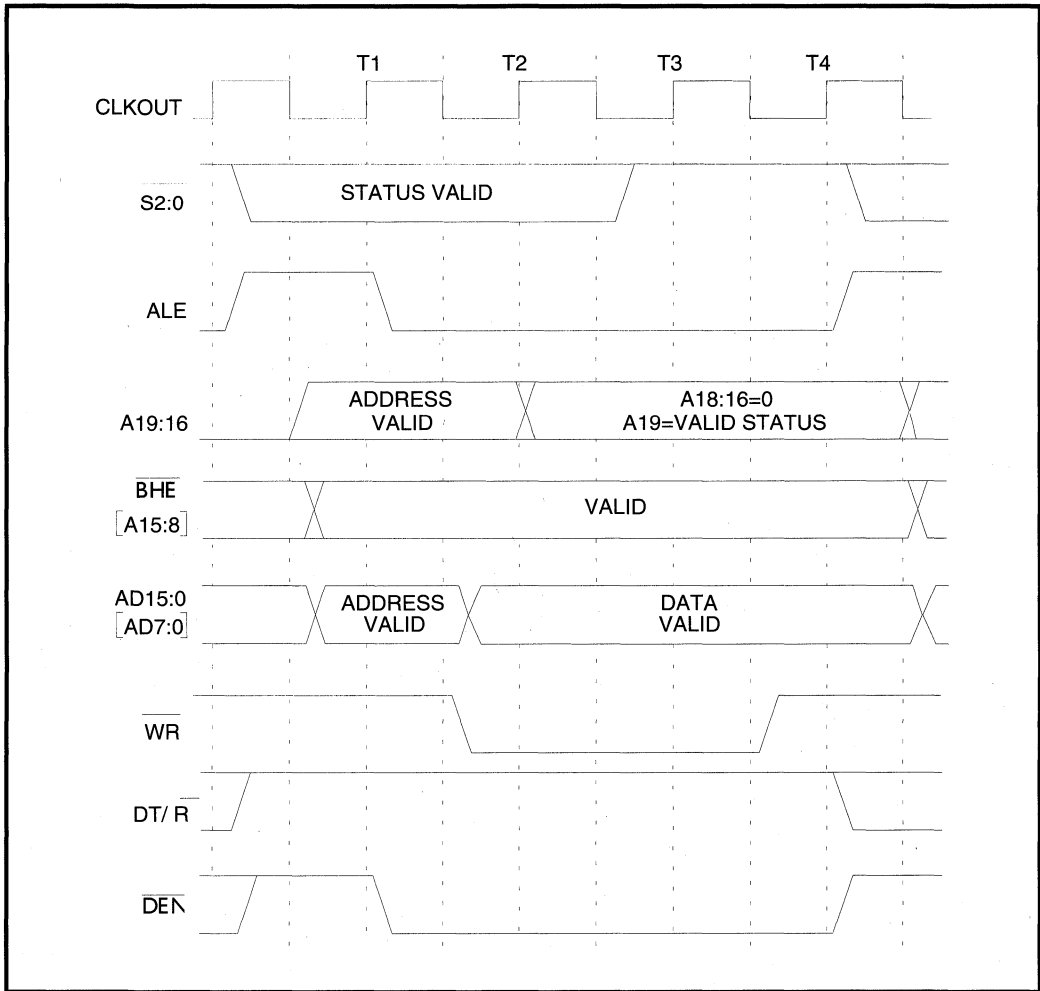 T1 T2 T3 T4
CLKOUT
S2:0
STATUS VALID
ALE
A19:16
ADDRESS
VALID
A18:16=0
A19=VALID STATUS
BHE
[A15:8]
VALID
AD15:0
[AD7:0]
ADDRESS
VALID
DATA
VALID
WR
DT/ R
DEN